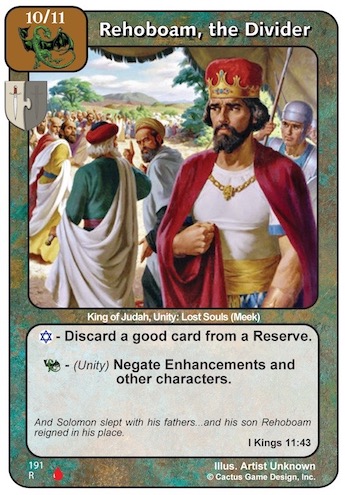 10/11
Rehoboam, the Divider
King of Judah, Unity: Lost Souls (Meek)
- Discard a good card from a Reserve.
- (Unity) Negate Enhancements and
other characters.
And Solomon slept with his fathers...and his son Rehoboam
reigned in his place.
I Kings 11:43
191
R
Illus. Artist Unknown
© Cactus Game Design, Inc.